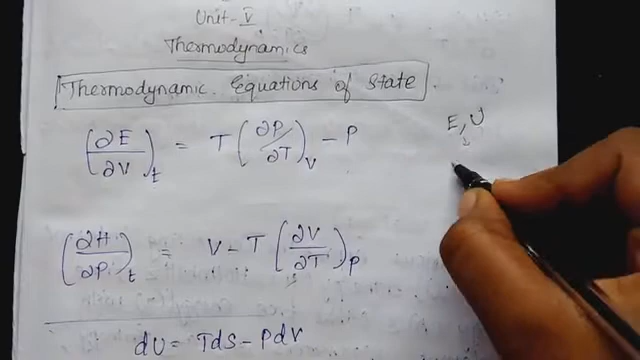 Unit-V
Thermodynamics
Thermodynamic Equations of State.
(∂E/∂V)t = T (∂P/∂T)V - P
E, U
(∂H/∂P)t = V - T (∂V/∂T)P
dU = Tds - PdV